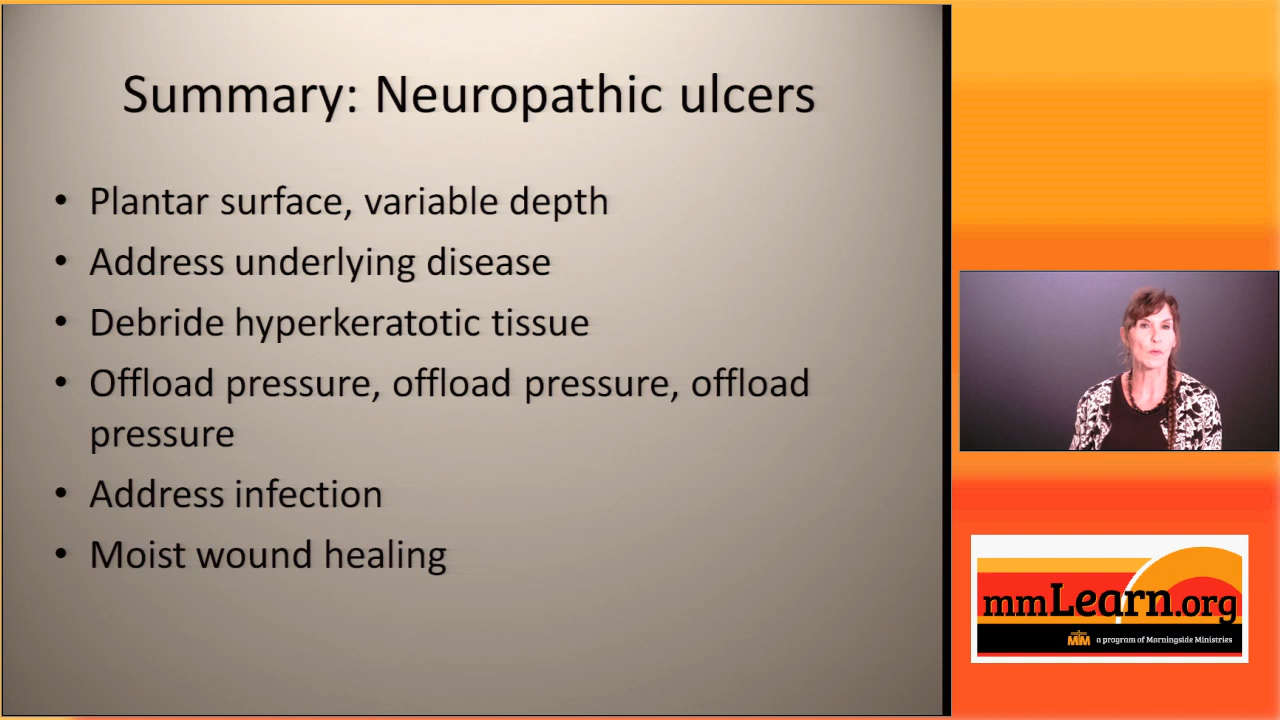 Summary: Neuropathic ulcers
• Plantar surface, variable depth
• Address underlying disease
• Debride hyperkeratotic tissue
• Offload pressure, offload pressure, offload
pressure
• Address infection
• Moist wound healing
mmLearn.org
MM a program of Morningside Ministries